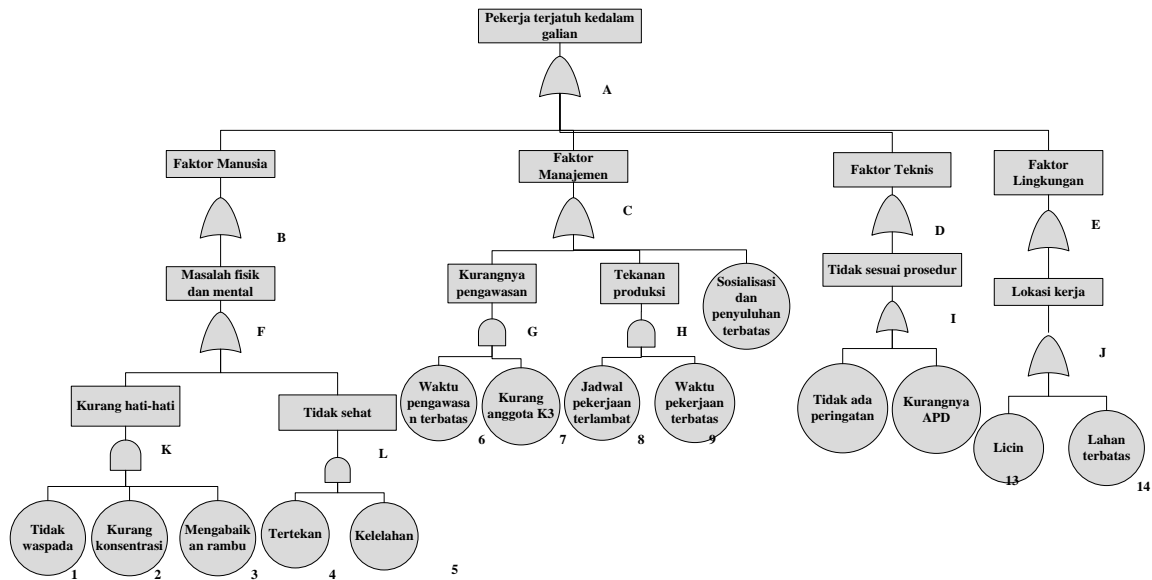 Pekerja terjatuh kedalam
galian
A
Faktor Manusia
Faktor
Manajemen
Faktor Teknis
Faktor
Lingkungan
B
C
D
E
Masalah fisik
dan mental
Kurangnya
pengawasan
Tekanan
produksi
Sosialisasi
dan
penyuluhan
terbatas
Tidak sesuai prosedur
Lokasi kerja
F
G
H
I
J
Kurang hati-hati
Tidak sehat
Waktu
pengawasa
n terbatas
6
Kurang
anggota K3
7
Jadwal
pekerjaan
terlambat
8
Waktu
pekerjaan
terbatas
9
Tidak ada
peringatan
Kurangnya
APD
Licin
13
Lahan
terbatas
14
K
L
Tidak
waspada
1
Kurang
konsentrasi
2
Mengabaik
an rambu
3
Tertekan
4
Kelelahan
5